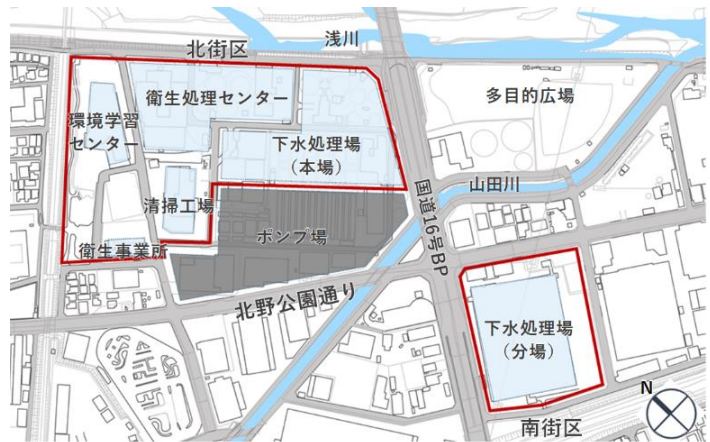 浅川
北街区
衛生処理センター
多目的広場
環境学習
センター
下水処理場
（本場）
山田川
国道16号BP
清掃工場
ポンプ場
衛生事業所
北野公園通り
下水処理場
（分場）
N
南街区